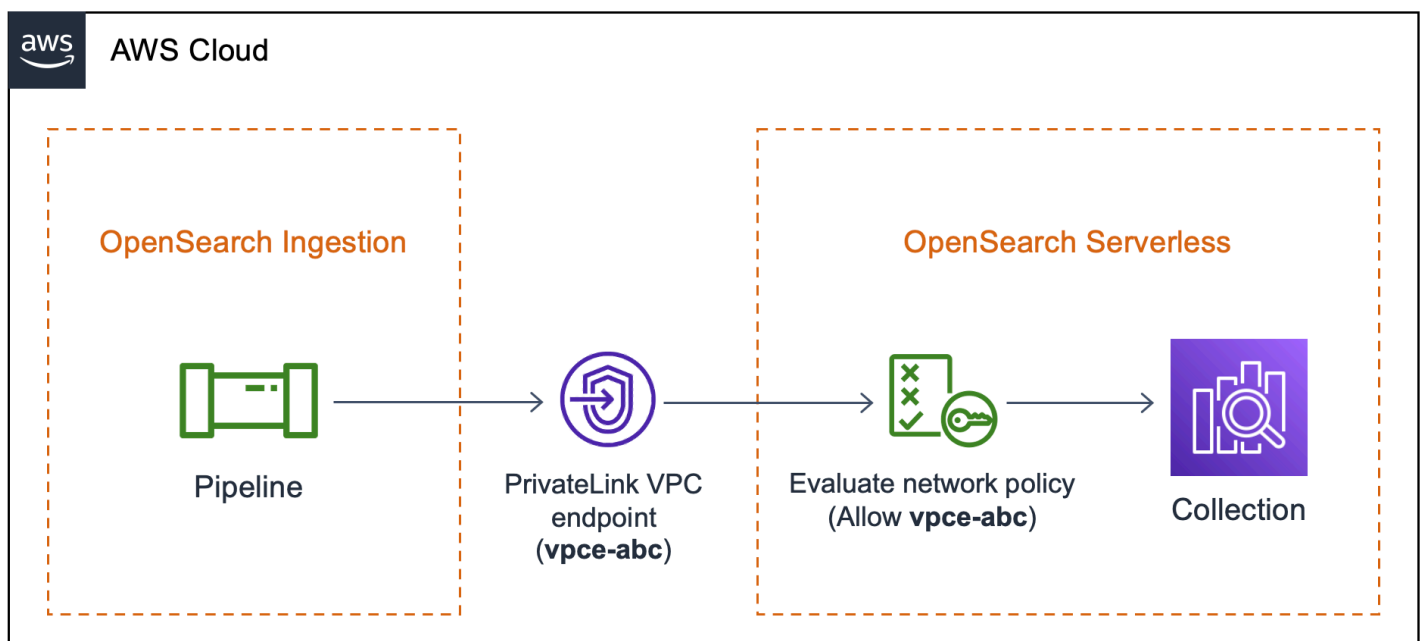 aws
AWS Cloud
OpenSearch Ingestion
OpenSearch Serverless
Pipeline
PrivateLink VPC
endpoint
(vpce-abc)
Evaluate network policy
(Allow vpce-abc)
Collection